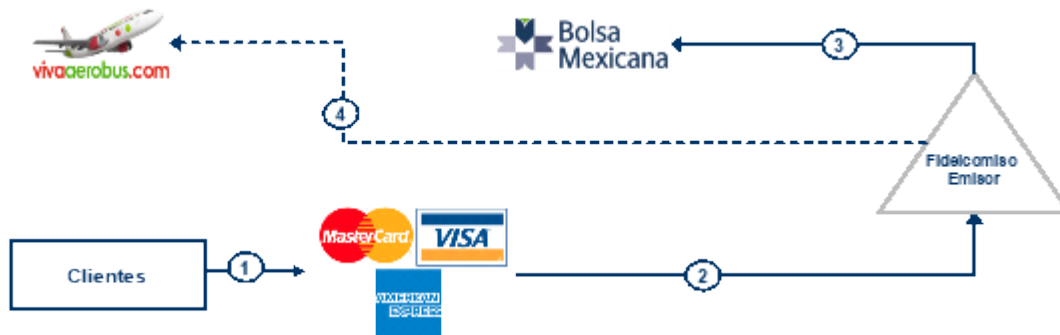 vivaaerobus.com
Bolsa
Mexicana
3
4
Fideicomiso
Emisor
MasterCard
VISA
Clientes
1
2
AMERICAN
EXPRESS